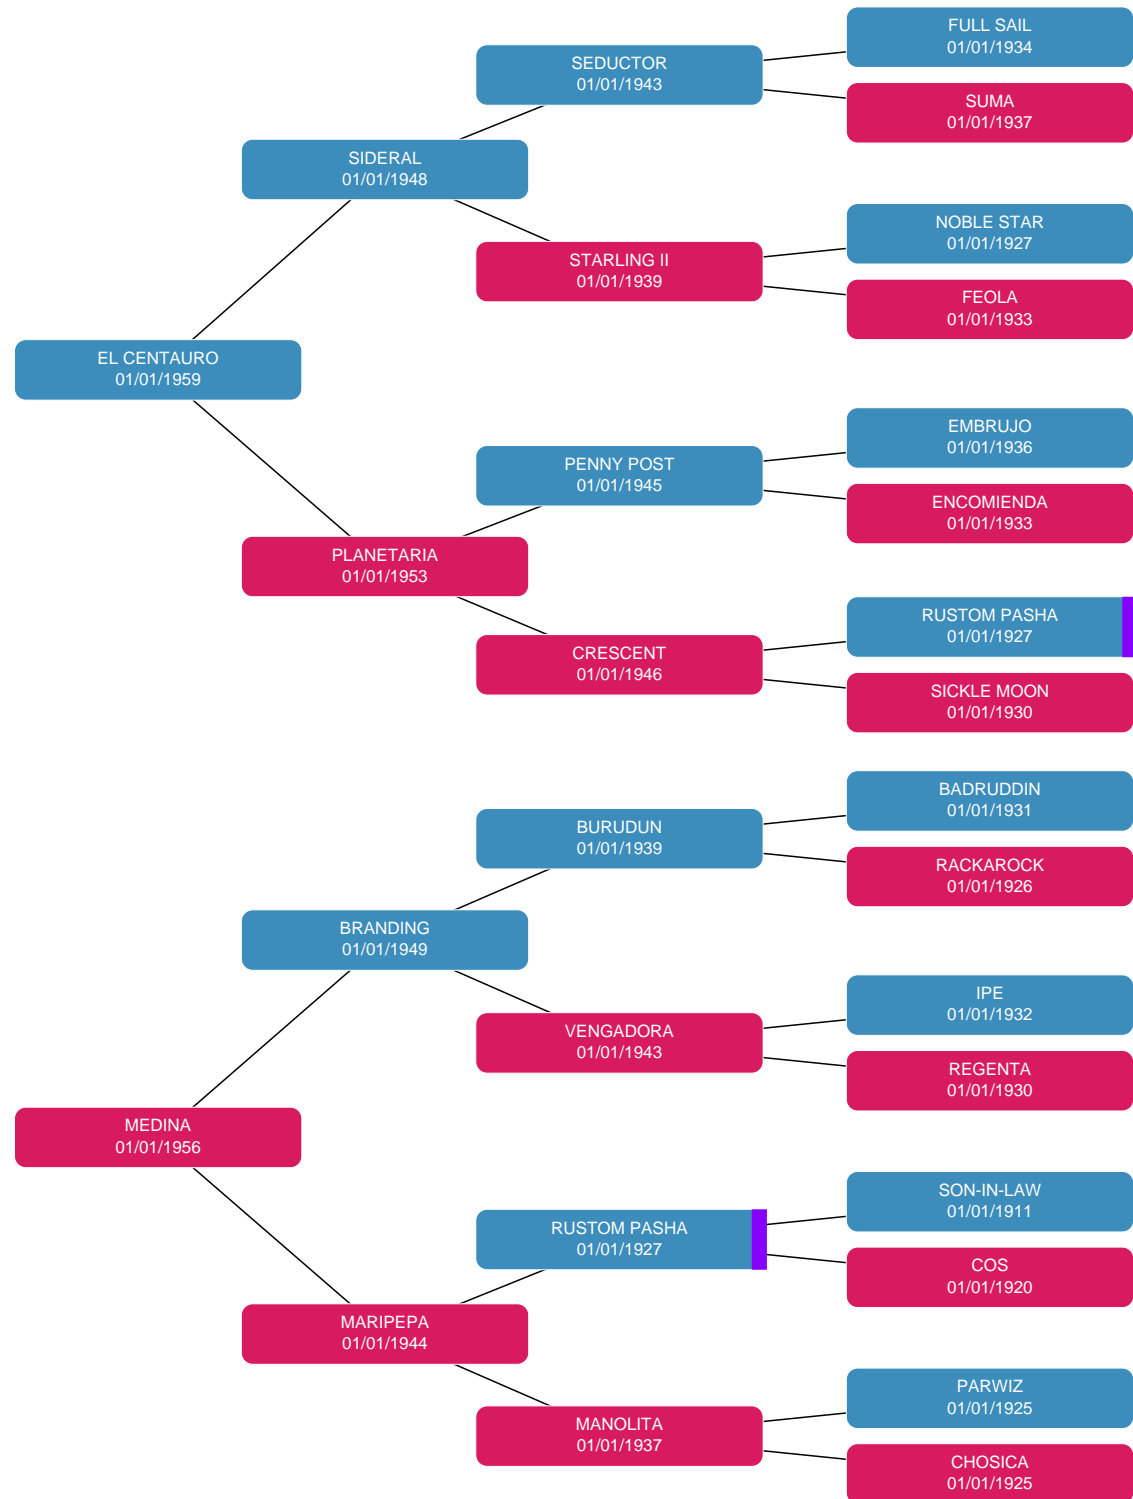 FULL SAIL
01/01/1934
SEDUCTOR
01/01/1943
SUMA
01/01/1937
SIDERAL
01/01/1948
NOBLE STAR
01/01/1927
STARLING II
01/01/1939
FEOLA
01/01/1933
EL CENTAURO
01/01/1959
EMBRUJO
01/01/1936
PENNY POST
01/01/1945
ENCOMIENDA
01/01/1933
PLANETARIA
01/01/1953
RUSTOM PASHA
01/01/1927
CRESCENT
01/01/1946
SICKLE MOON
01/01/1930
BADRUDDIN
01/01/1931
BURUDUN
01/01/1939
RACKAROCK
01/01/1926
BRANDING
01/01/1949
IPE
01/01/1932
VENGADORA
01/01/1943
REGENTA
01/01/1930
MEDINA
01/01/1956
SON-IN-LAW
01/01/1911
RUSTOM PASHA
01/01/1927
COS
01/01/1920
MARIPEPA
01/01/1944
PARWIZ
01/01/1925
MANOLITA
01/01/1937
CHOSICA
01/01/1925